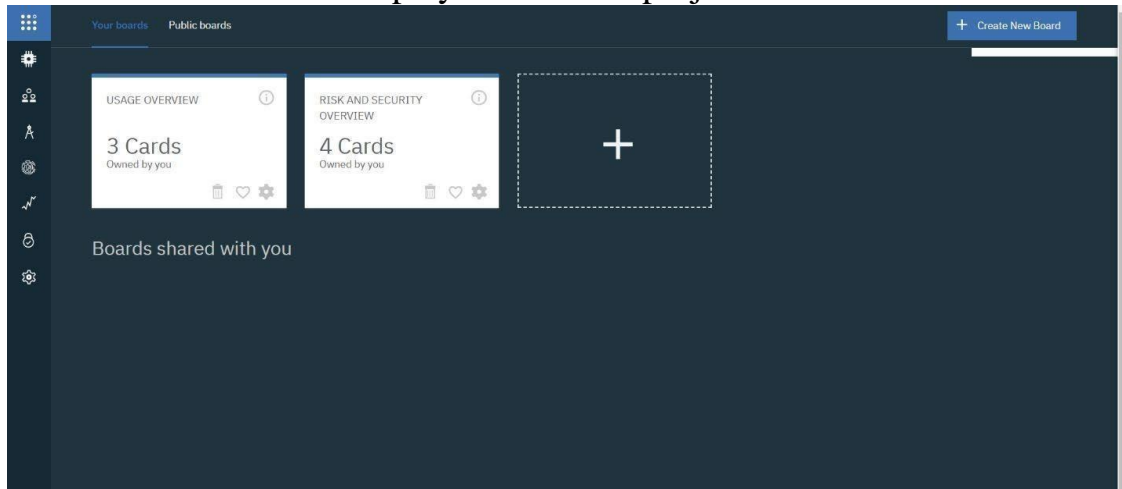 Your boards Public boards
+ Create New Board
USAGE OVERVIEW
3 Cards
Owned by you
RISK AND SECURITY
OVERVIEW
4 Cards
Owned by you
Boards shared with you